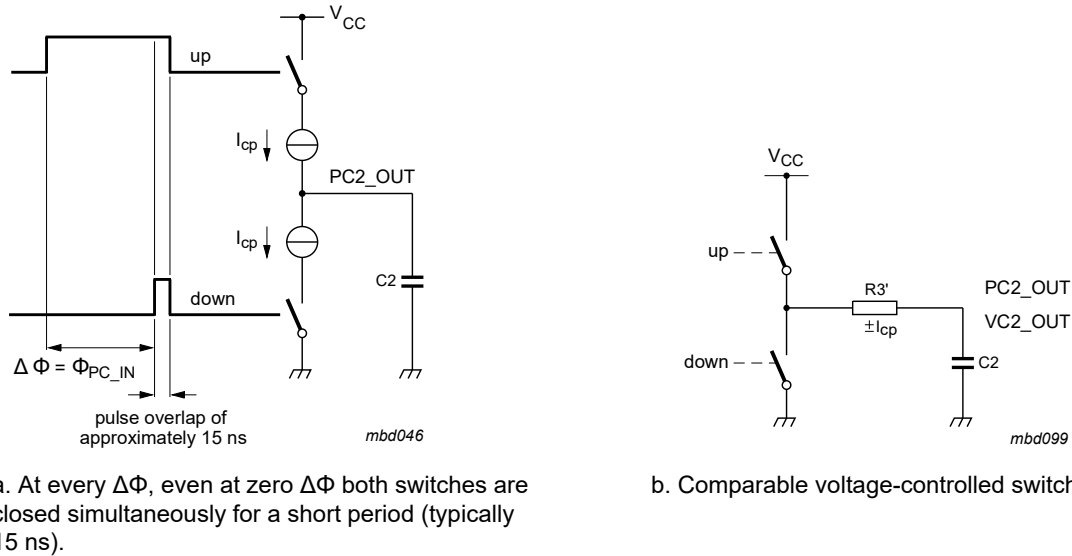 V_CC
up
I_cp
PC2_OUT
I_cp
C2
down
Δ Φ = Φ_PC_IN
pulse overlap of
approximately 15 ns
mbd046
a. At every ΔΦ, even at zero ΔΦ both switches are
closed simultaneously for a short period (typically
15 ns).
V_CC
up
R3'
±I_cp
PC2_OUT
VC2_OUT
down
C2
mbd099
b. Comparable voltage-controlled switch